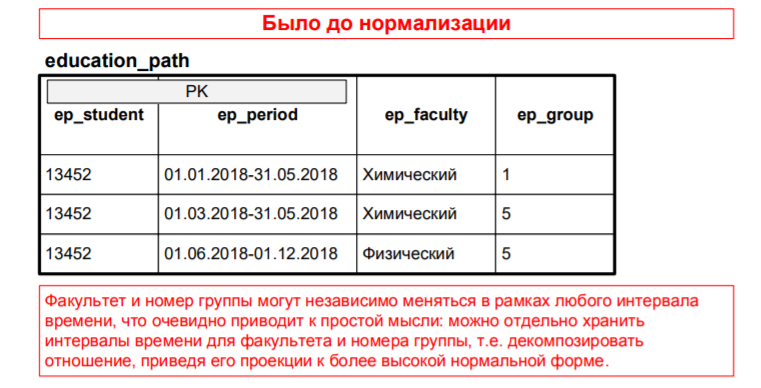 Было до нормализации
education_path
PK
ep_student ep_period ep_faculty ep_group
13452 01.01.2018-31.05.2018 Химический 1
13452 01.03.2018-31.05.2018 Химический 5
13452 01.06.2018-01.12.2018 Физический 5
Факультет и номер группы могут независимо меняться в рамках любого интервала
времени, что очевидно приводит к простой мысли: можно отдельно хранить
интервалы времени для факультета и номера группы, т.е. декомпозировать
отношение, приведя его проекции к более высокой нормальной форме.